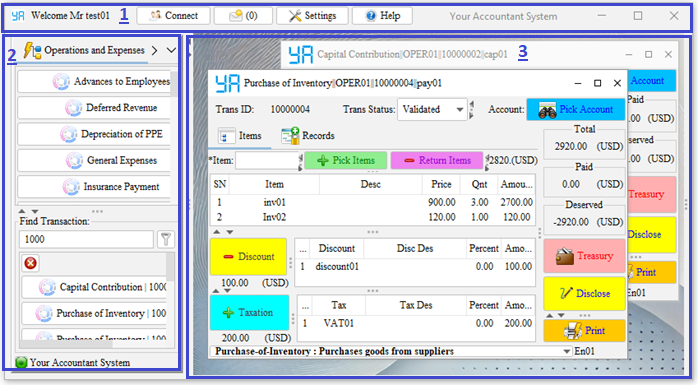 Welcome Mr test01 1 Connect (0) Settings Help Your Accountant System
2 Operations and Expenses
Advances to Employees
Deferred Revenue
Depreciation of PPE
General Expenses
Insurance Payment
Find Transaction:
1000
Capital Contribution | 1000
Purchase of Inventory | 100
Purchase of Inventory | 100
Your Accountant System
3
Capital Contribution||OPER01||10000002||cap01
Account
Paid
.00 (USD)
served
.00 (USD)
Treasury
Disclose
Print
En01
YA Purchase of Inventory||OPER01||10000004||pay01
Trans ID: 10000004 Trans Status: Validated Account: Pick Account
Items Records
*Item: Pick Items Return Items 2820.(USD)
SN Item Desc Price Qnt Amou...
1 inv01 900.00 3.00 2700.00
2 Inv02 120.00 1.00 120.00
Total
2920.00 (USD)
Paid
0.00 (USD)
Deserved
-2920.00 (USD)
Discount
100.00 (USD)
... Discount Disc Des Percent Amo...
1 discount01 0.00 100.00
Treasury
Disclose
Taxation
200.00 (USD)
... Tax Tax Des Percent Amo...
1 VAT01 0.00 200.00
Print
Purchase-of-Inventory : Purchases goods from suppliers En01